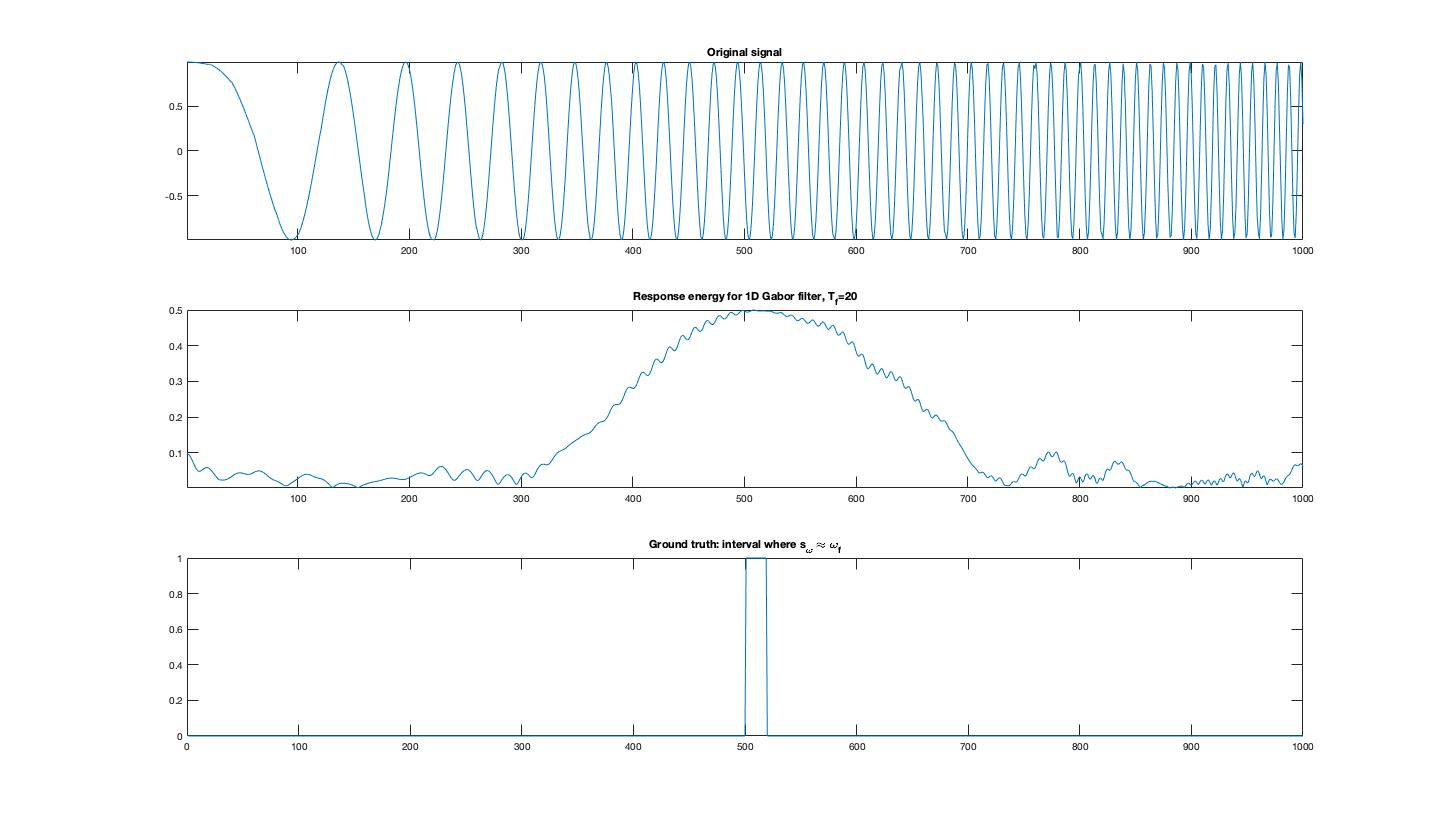 Original signal
0.5
0
-0.5
100 200 300 400 500 600 700 800 900 1000
Response energy for 1D Gabor filter, T_f=20
0.5
0.4
0.3
0.2
0.1
100 200 300 400 500 600 700 800 900 1000
Ground truth: interval where s_ω ≈ ω_f
1
0.8
0.6
0.4
0.2
0
0 100 200 300 400 500 600 700 800 900 1000